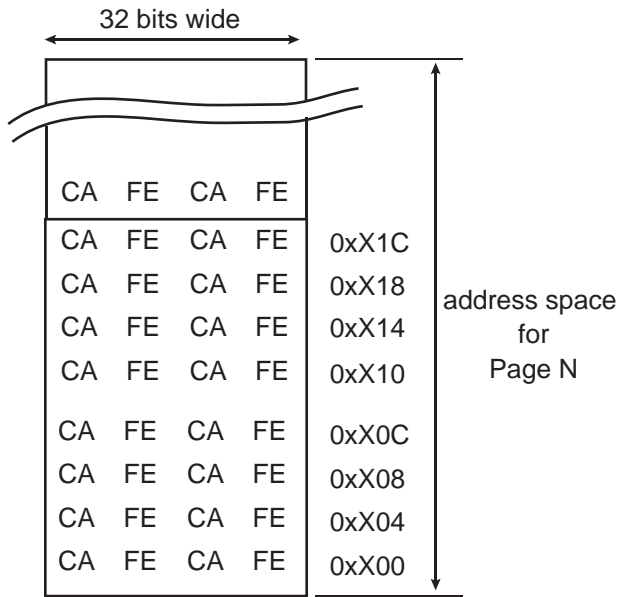 32 bits wide
CA FE CA FE
CA FE CA FE 0xX1C
CA FE CA FE 0xX18
CA FE CA FE 0xX14
CA FE CA FE 0xX10
CA FE CA FE 0xX0C
CA FE CA FE 0xX08
CA FE CA FE 0xX04
CA FE CA FE 0xX00
address space
for
Page N